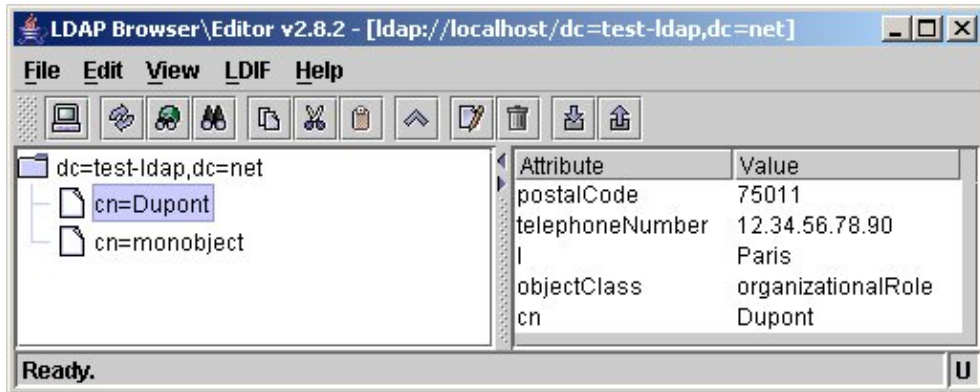 LDAP Browser\Editor v2.8.2 - [ldap://localhost/dc=test-ldap,dc=net]
File Edit View LDIF Help
dc=test-ldap,dc=net
cn=Dupont
cn=monobject
Attribute Value
postalCode 75011
telephoneNumber 12.34.56.78.90
l Paris
objectClass organizationalRole
cn Dupont
Ready. U